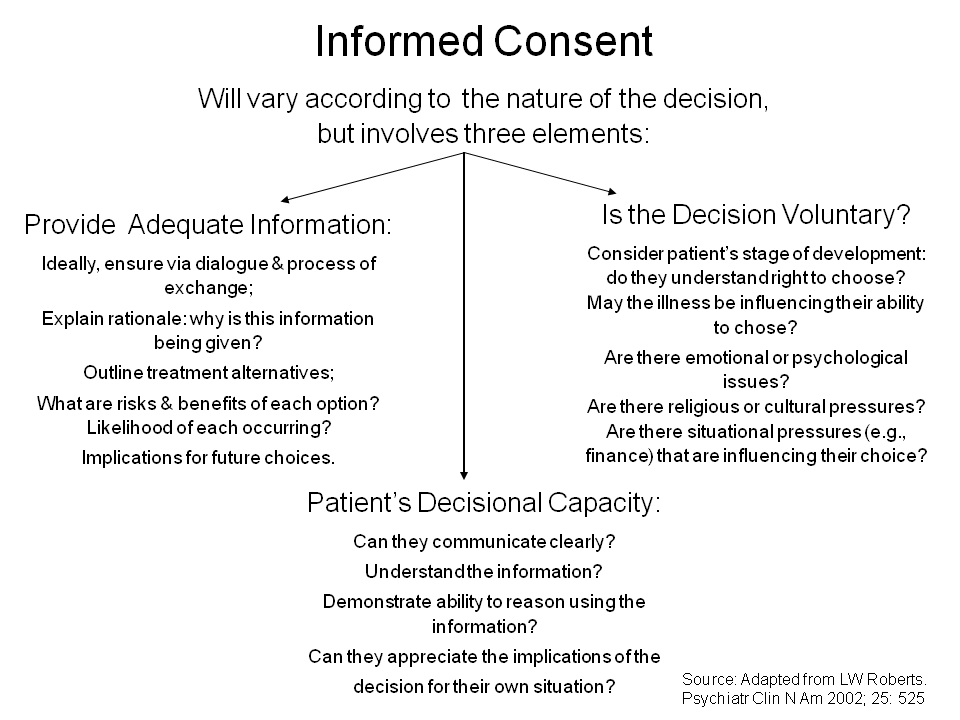 Informed Consent
Will vary according to the nature of the decision,
but involves three elements:
Provide Adequate Information:
Ideally, ensure via dialogue & process of
exchange;
Explain rationale: why is this information
being given?
Outline treatment alternatives;
What are risks & benefits of each option?
Likelihood of each occurring?
Implications for future choices.
Is the Decision Voluntary?
Consider patient's stage of development:
do they understand right to choose?
May the illness be influencing their ability
to chose?
Are there emotional or psychological
issues?
Are there religious or cultural pressures?
Are there situational pressures (e.g.,
finance) that are influencing their choice?
Patient's Decisional Capacity:
Can they communicate clearly?
Understand the information?
Demonstrate ability to reason using the
information?
Can they appreciate the implications of the
decision for their own situation?
Source: Adapted from LW Roberts.
Psychiatr Clin N Am 2002; 25: 525